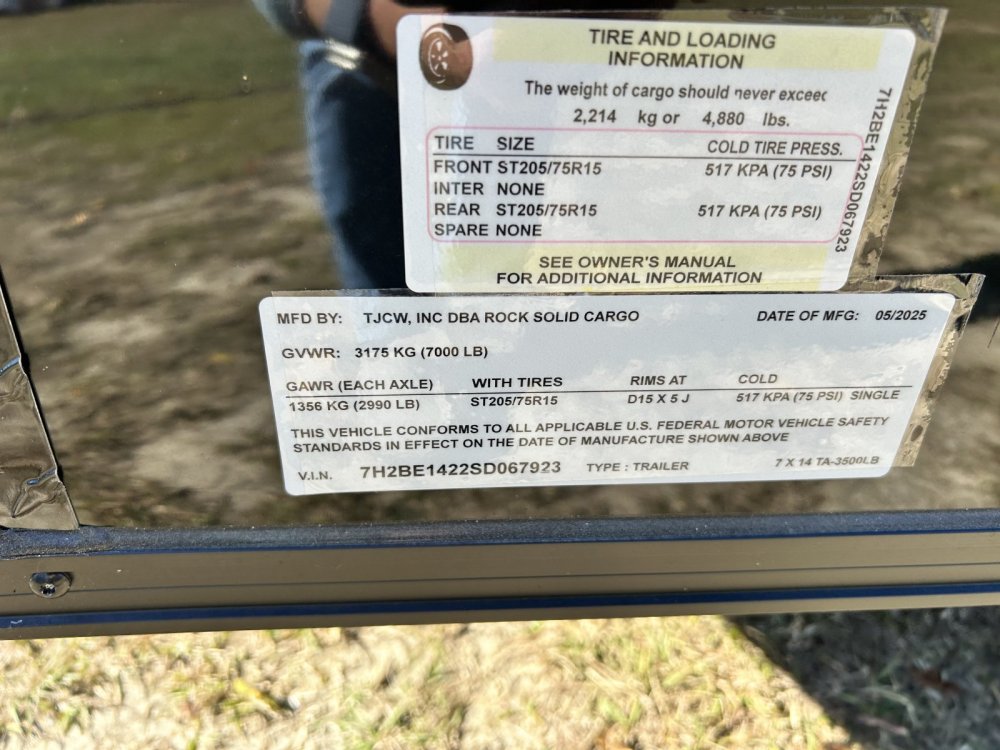 TIRE AND LOADING
INFORMATION
The weight of cargo should never exceed
2,214 kg or 4,880 lbs.
TIRE SIZE COLD TIRE PRESS.
FRONT ST205/75R15 517 KPA (75 PSI)
INTER NONE
REAR ST205/75R15 517 KPA (75 PSI)
SPARE NONE
SEE OWNER'S MANUAL
FOR ADDITIONAL INFORMATION
7H2BE1422SD067923
MFD BY: TJCW, INC DBA ROCK SOLID CARGO DATE OF MFG: 05/2025
GVWR: 3175 KG (7000 LB)
GAWR (EACH AXLE) WITH TIRES RIMS AT COLD
1356 KG (2990 LB) ST205/75R15 D15 X 5 J 517 KPA (75 PSI) SINGLE
THIS VEHICLE CONFORMS TO ALL APPLICABLE U.S. FEDERAL MOTOR VEHICLE SAFETY
STANDARDS IN EFFECT ON THE DATE OF MANUFACTURE SHOWN ABOVE
V.I.N. 7H2BE1422SD067923 TYPE : TRAILER 7 X 14 TA-3500LB